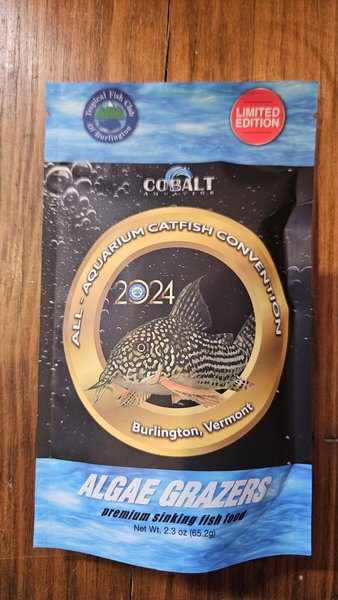 Tropical Fish Club
Of Burlington
LIMITED
EDITION
COBALT
AQUATICS
ALL - AQUARIUM CATFISH CONVENTION
2024
Burlington, Vermont
ALGAE GRAZERS
premium sinking fish food
Net Wt. 2.3 oz (65.2g)